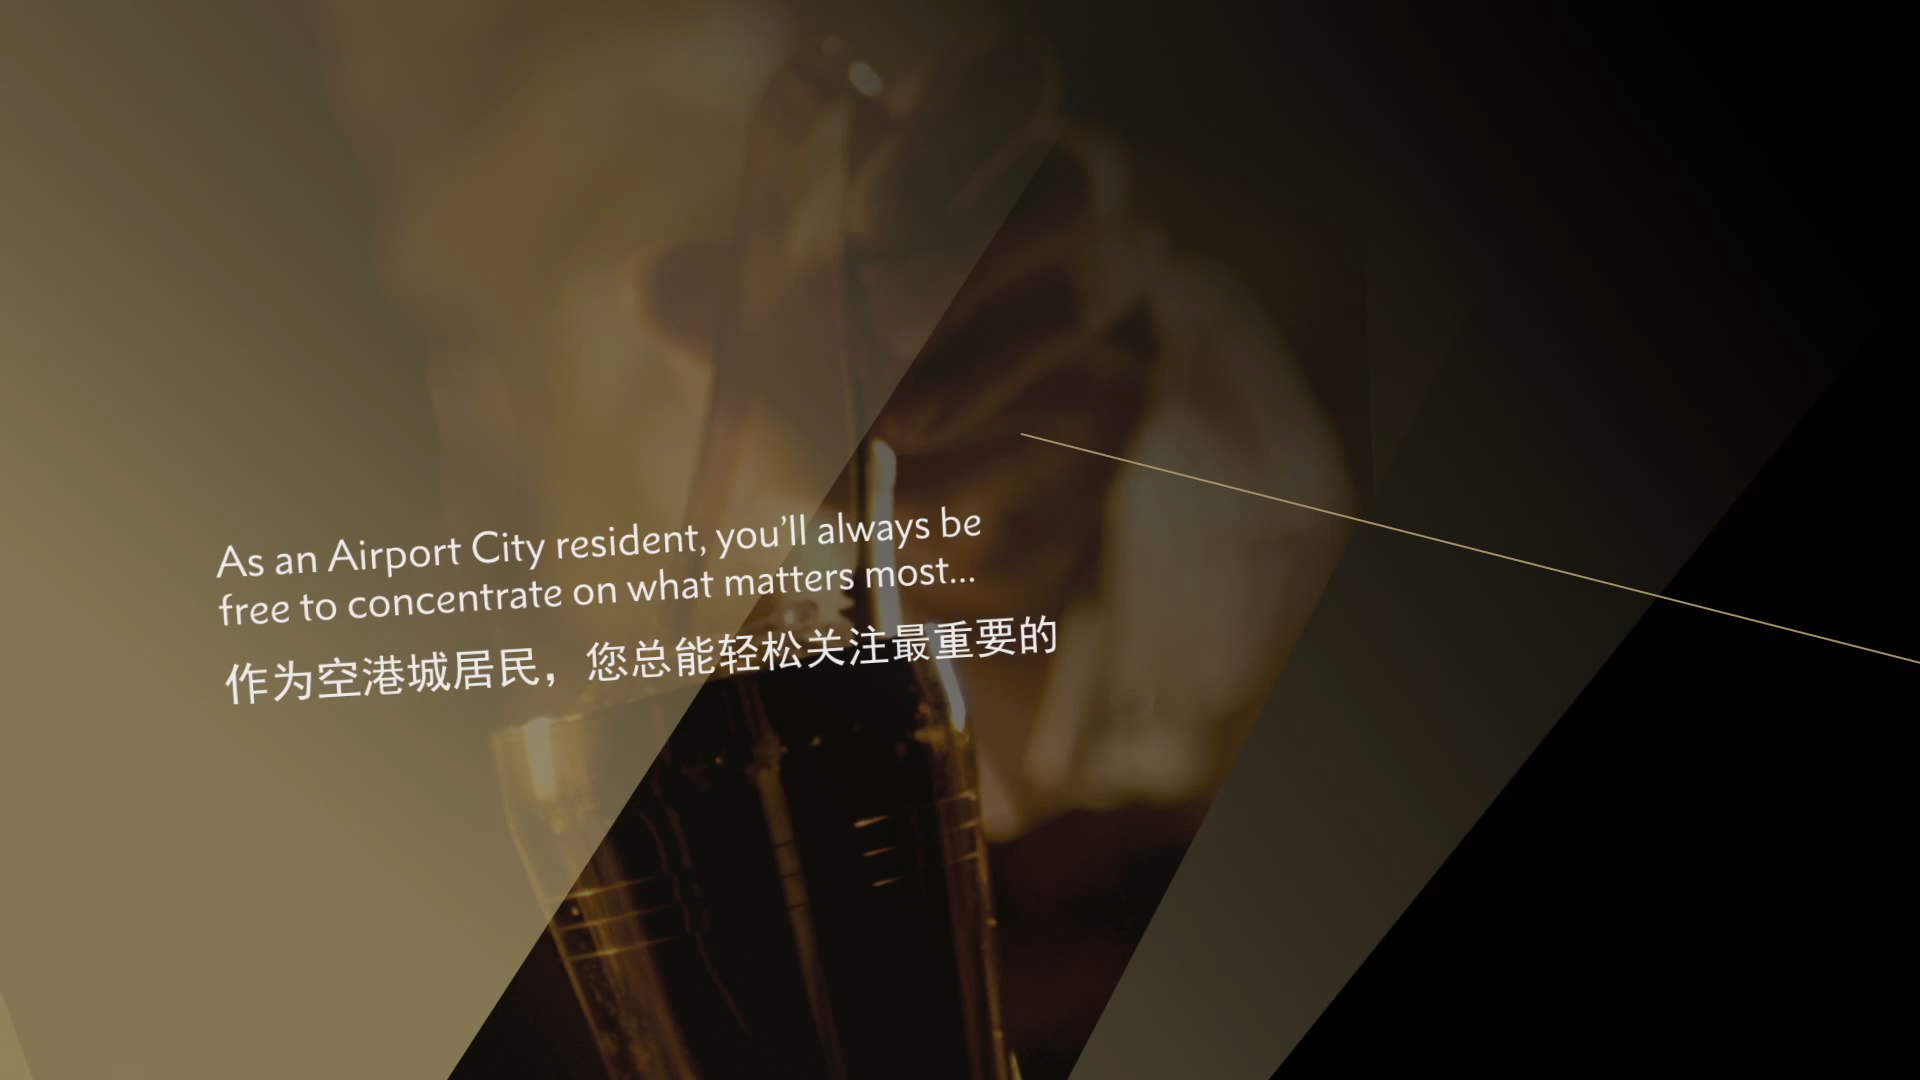 As an Airport City resident, you’ll always be
free to concentrate on what matters most...
作为空港城居民，您总能轻松关注最重要的